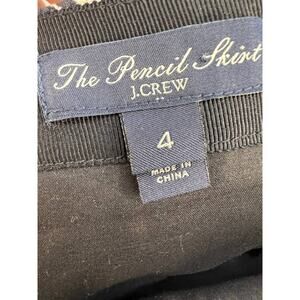 The Pencil Skirt
J.CREW
4
MADE IN
CHINA